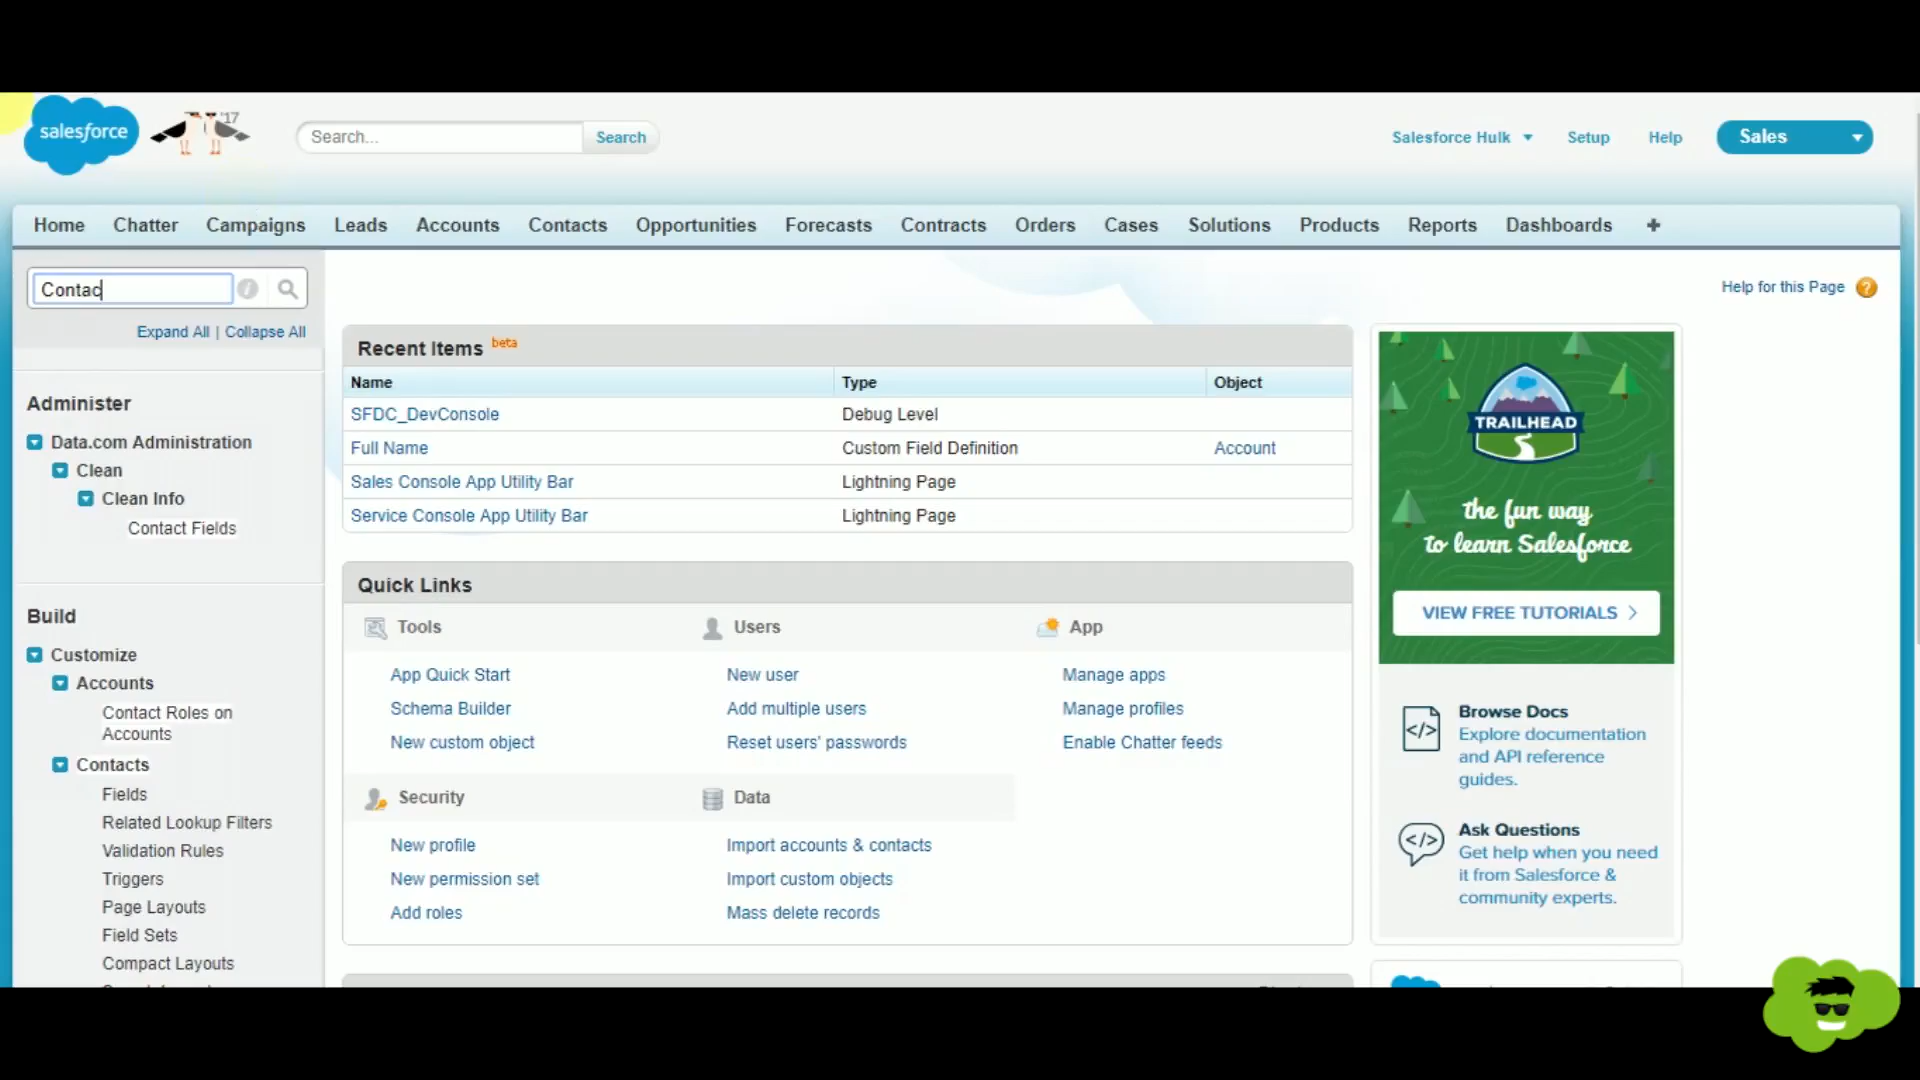 salesforce
'17
Search...
Search
Salesforce Hulk
Setup
Help
Sales
Home
Chatter
Campaigns
Leads
Accounts
Contacts
Opportunities
Forecasts
Contracts
Orders
Cases
Solutions
Products
Reports
Dashboards
+
Contac
Expand All | Collapse All
Administer
Data.com Administration
Clean
Clean Info
Contact Fields
Build
Customize
Accounts
Contact Roles on
Accounts
Contacts
Fields
Related Lookup Filters
Validation Rules
Triggers
Page Layouts
Field Sets
Compact Layouts
Help for this Page ?
Recent Items beta
Name Type Object
SFDC_DevConsole Debug Level
Full Name Custom Field Definition Account
Sales Console App Utility Bar Lightning Page
Service Console App Utility Bar Lightning Page
Quick Links
Tools
App Quick Start
Schema Builder
New custom object
Users
New user
Add multiple users
Reset users' passwords
App
Manage apps
Manage profiles
Enable Chatter feeds
Security
New profile
New permission set
Add roles
Data
Import accounts & contacts
Import custom objects
Mass delete records
TRAILHEAD
the fun way
to learn Salesforce
VIEW FREE TUTORIALS
</>
Browse Docs
Explore documentation
and API reference
guides.
</>
Ask Questions
Get help when you need
it from Salesforce &
community experts.